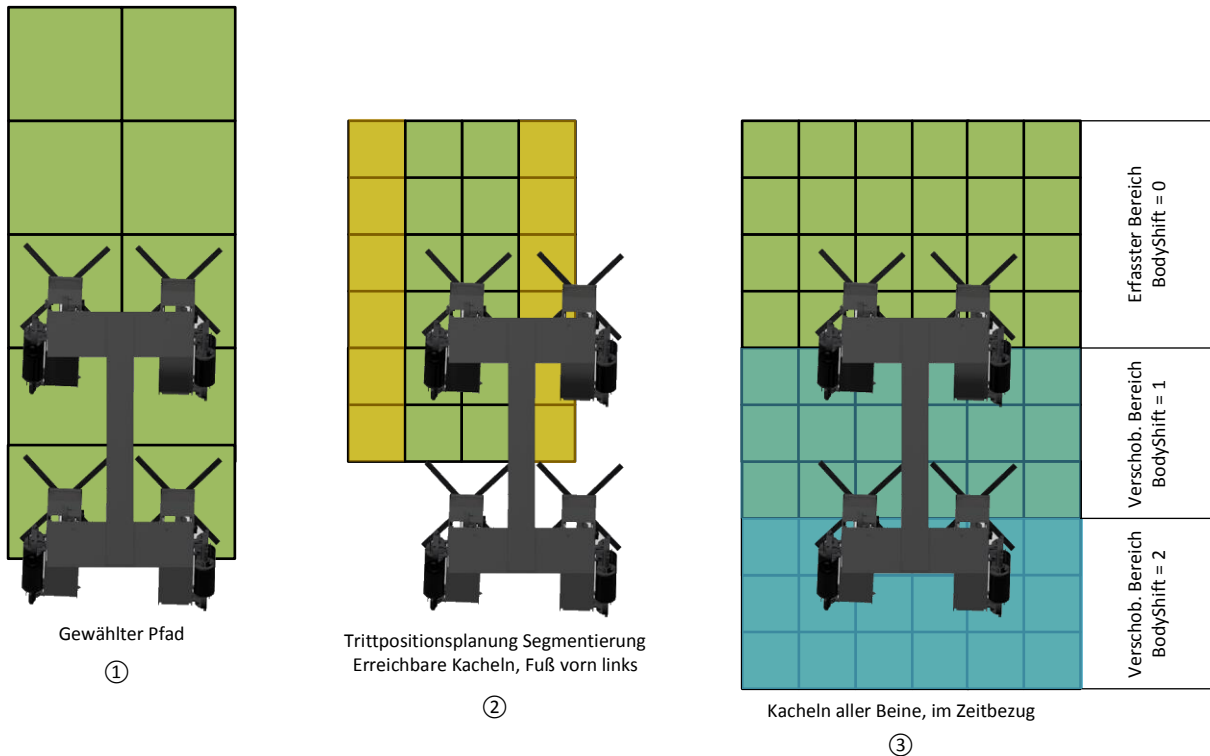 Gewählter Pfad
①
Trittpositionsplanung Segmentierung
Erreichbare Kacheln, Fuß vorn links
②
Erfasster Bereich
BodyShift = 0
Verschob. Bereich
BodyShift = 1
Verschob. Bereich
BodyShift = 2
Kacheln aller Beine, im Zeitbezug
③